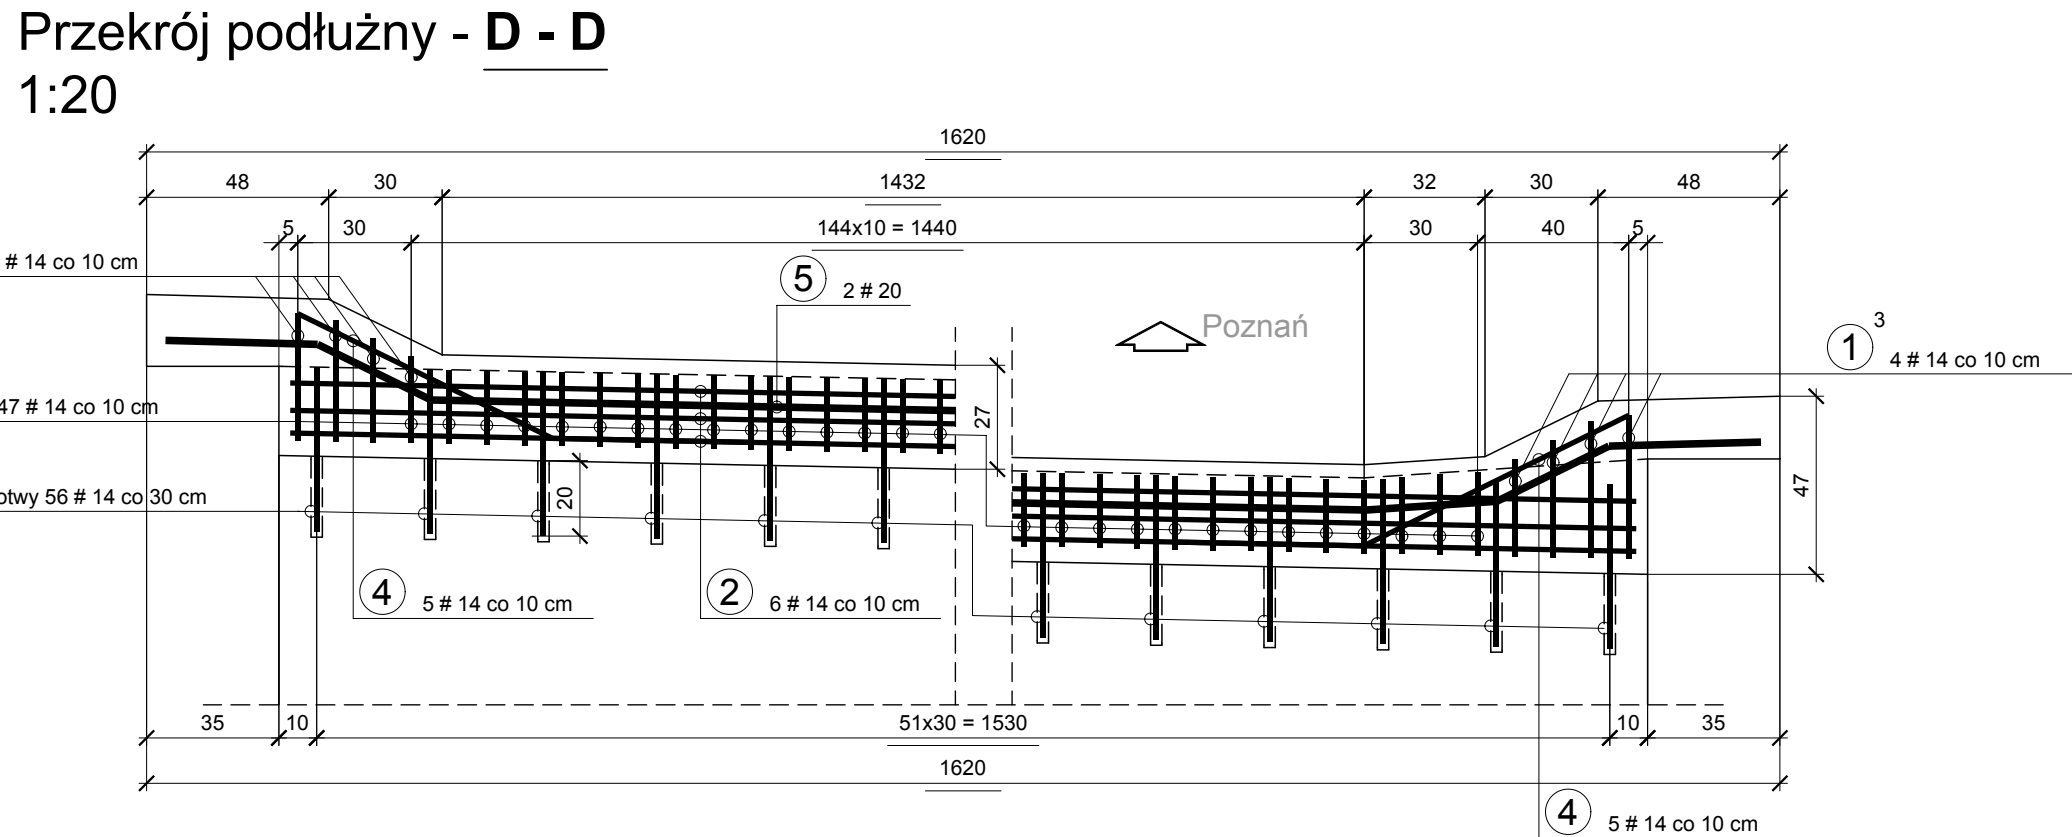 Przekrój podłużny - D - D
1:20
1620
48 30 1432 32 30 48
5 30 144x10 = 1440 30 40 5
# 14 co 10 cm
5 2 # 20
Poznań
1 3 4 # 14 co 10 cm
47 # 14 co 10 cm
27
47
otwy 56 # 14 co 30 cm
20
4 5 # 14 co 10 cm
2 6 # 14 co 10 cm
35 10 51x30 = 1530 10 35
1620
4 5 # 14 co 10 cm